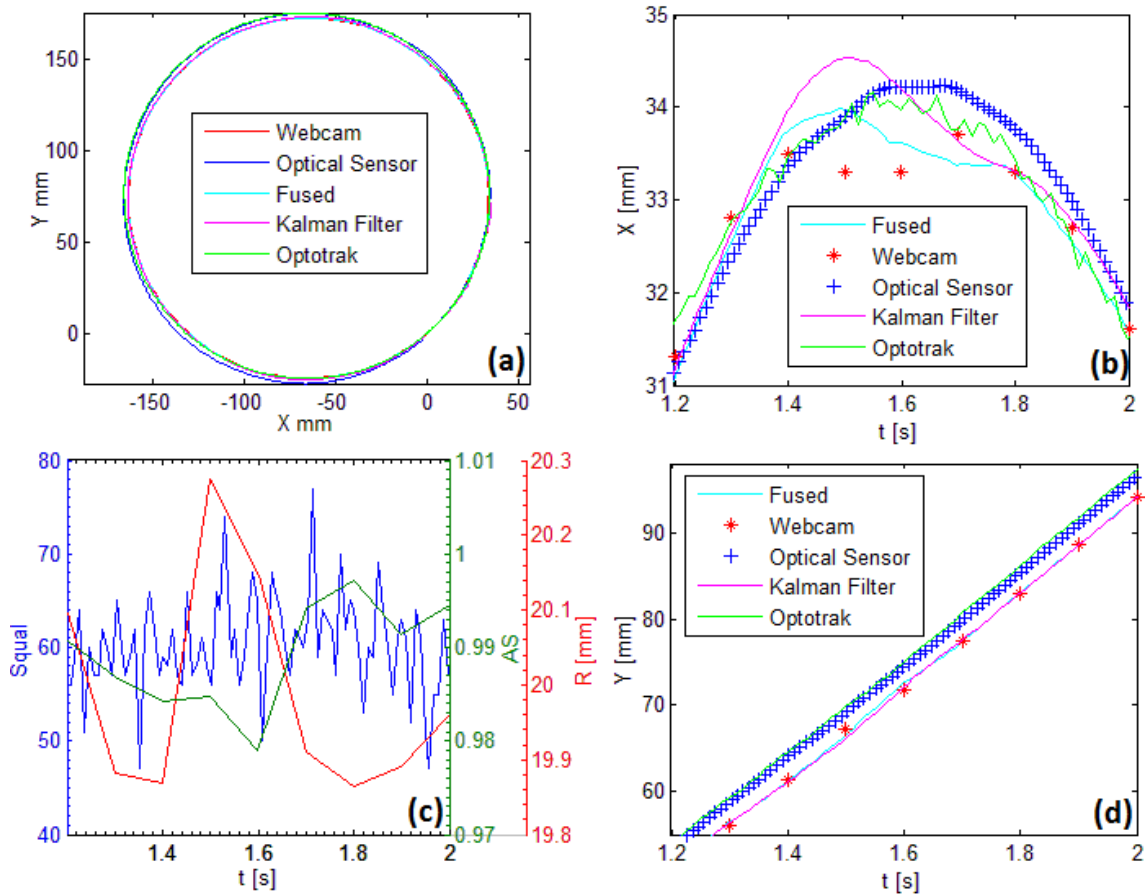 150
100
50
0
Y mm
-150
-100
-50
0
50
X mm
Webcam
Optical Sensor
Fused
Kalman Filter
Optotrak
(a)
35
34
33
32
31
X [mm]
1.2
1.4
1.6
1.8
2
t [s]
Fused
Webcam
Optical Sensor
Kalman Filter
Optotrak
(b)
80
70
60
50
40
Squal
1.4
1.6
1.8
2
t [s]
1.01
1
0.99
0.98
0.97
AS
20.3
20.2
20.1
20
19.9
19.8
R [mm]
(c)
90
80
70
60
Y [mm]
1.2
1.4
1.6
1.8
2
t [s]
Fused
Webcam
Optical Sensor
Kalman Filter
Optotrak
(d)